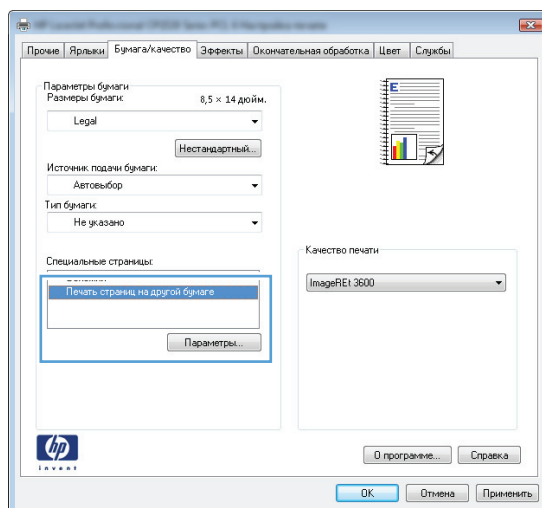 Прочие Ярлыки Бумага/качество Эффекты Окончательная обработка Цвет Службы
Параметры бумаги
Размеры бумаги: 8,5 × 14 дюйм.
Legal
Нестандартный...
Источник подачи бумаги:
Автовыбор
Тип бумаги:
Не указано
Специальные страницы:
Печать страниц на другой бумаге
Параметры...
E
Качество печати
ImageREt 3600
hp
invent
О программе... Справка
OK Отмена Применить